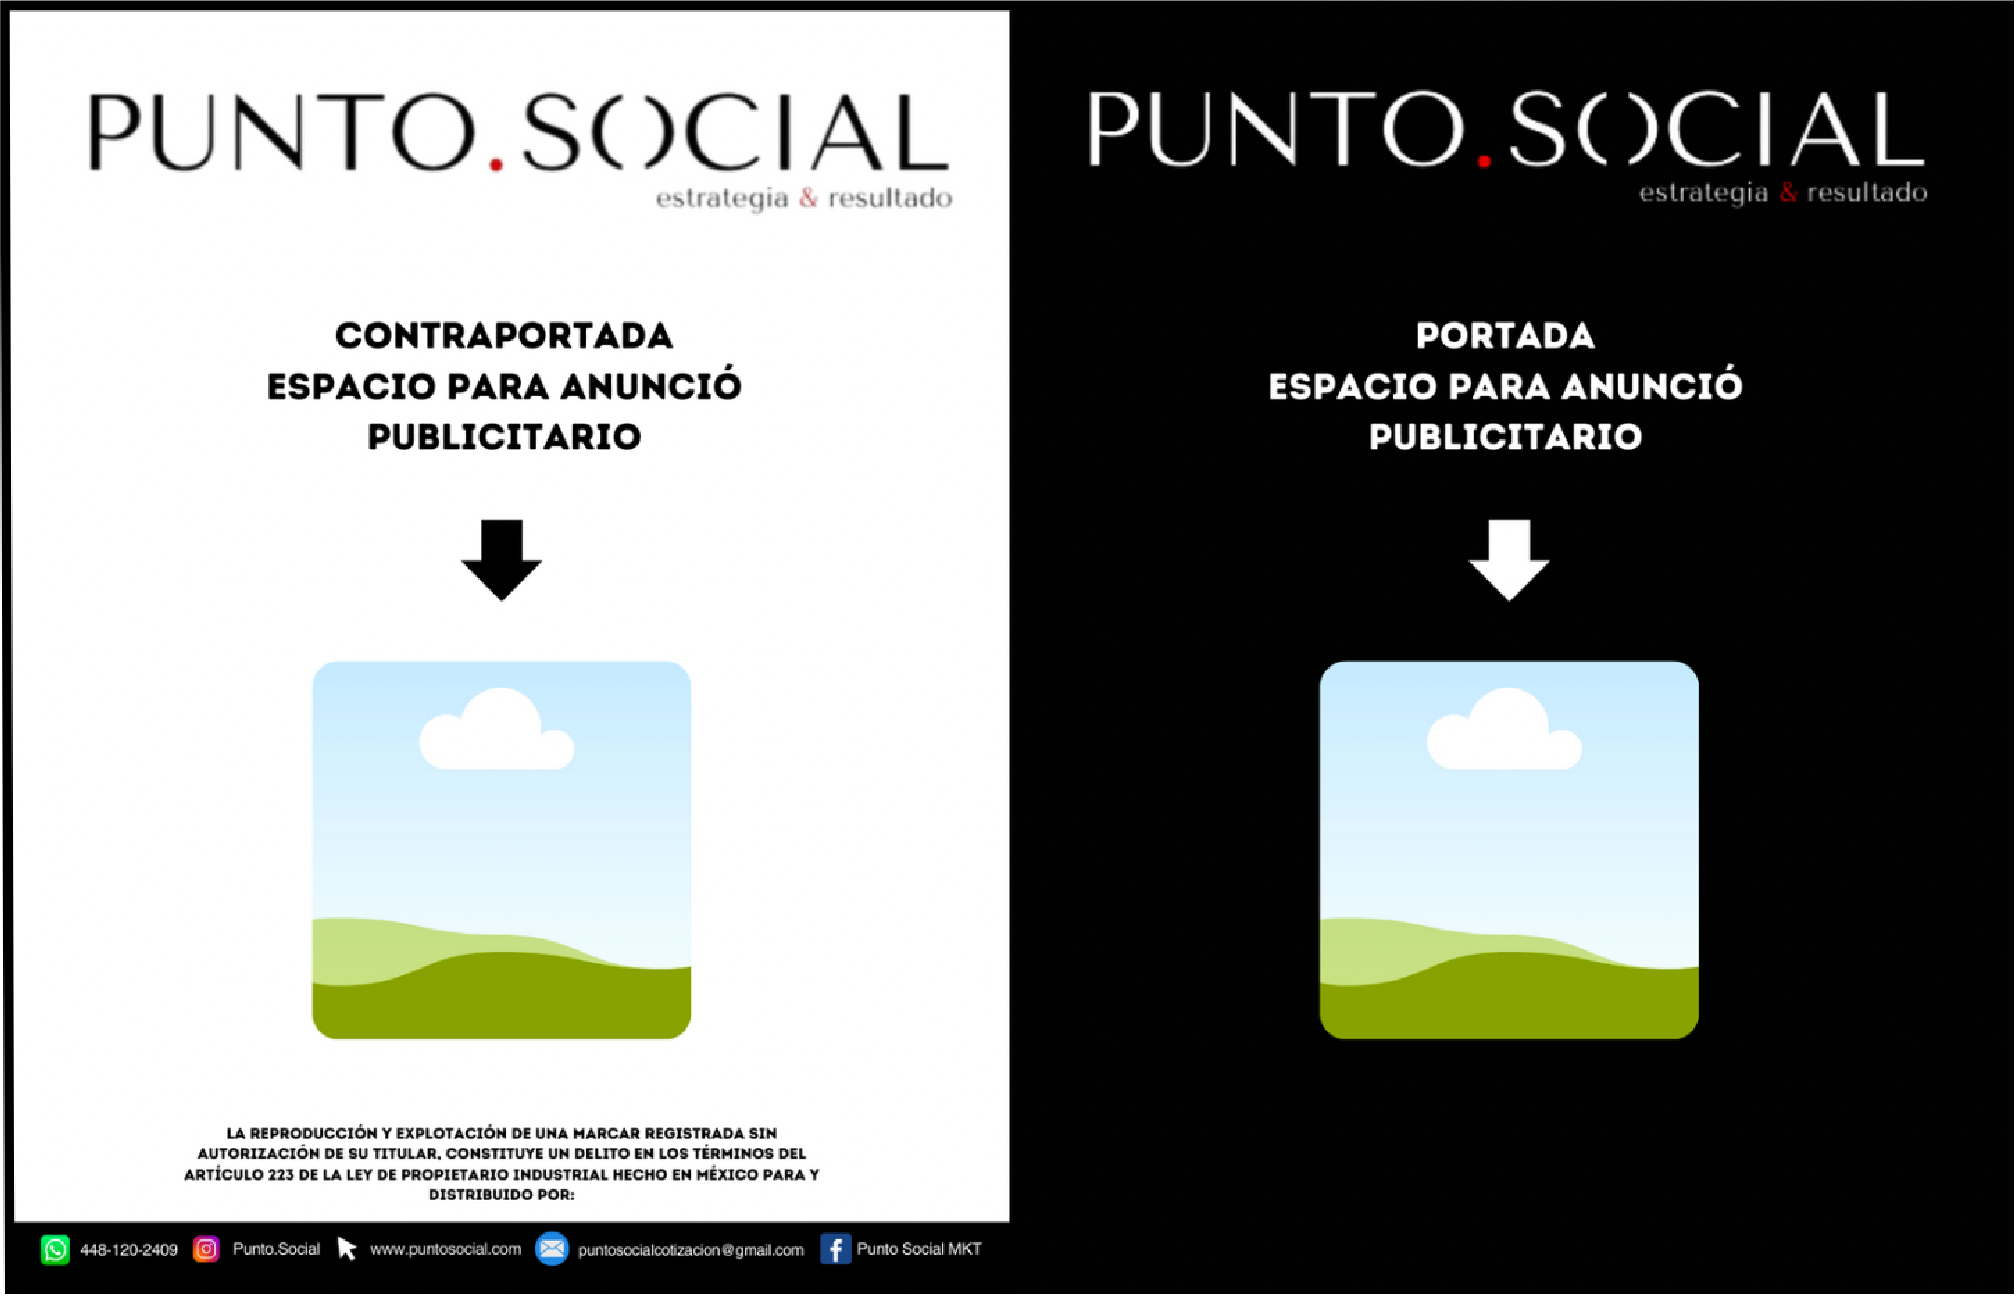 PUNTO.SOCIAL
estrategia & resultado
CONTRAPORTADA
ESPACIO PARA ANUNCIÓ
PUBLICITARIO
LA REPRODUCCIÓN Y EXPLOTACIÓN DE UNA MARCAR REGISTRADA SIN
AUTORIZACIÓN DE SU TITULAR, CONSTITUYE UN DELITO EN LOS TÉRMINOS DEL
ARTÍCULO 223 DE LA LEY DE PROPIETARIO INDUSTRIAL HECHO EN MÉXICO PARA Y
DISTRIBUIDO POR:
448-120-2409 Punto.Social www.puntosocial.com puntosocialcotizacion@gmail.com Punto Social MKT
PUNTO.SOCIAL
estrategia & resultado
PORTADA
ESPACIO PARA ANUNCIÓ
PUBLICITARIO